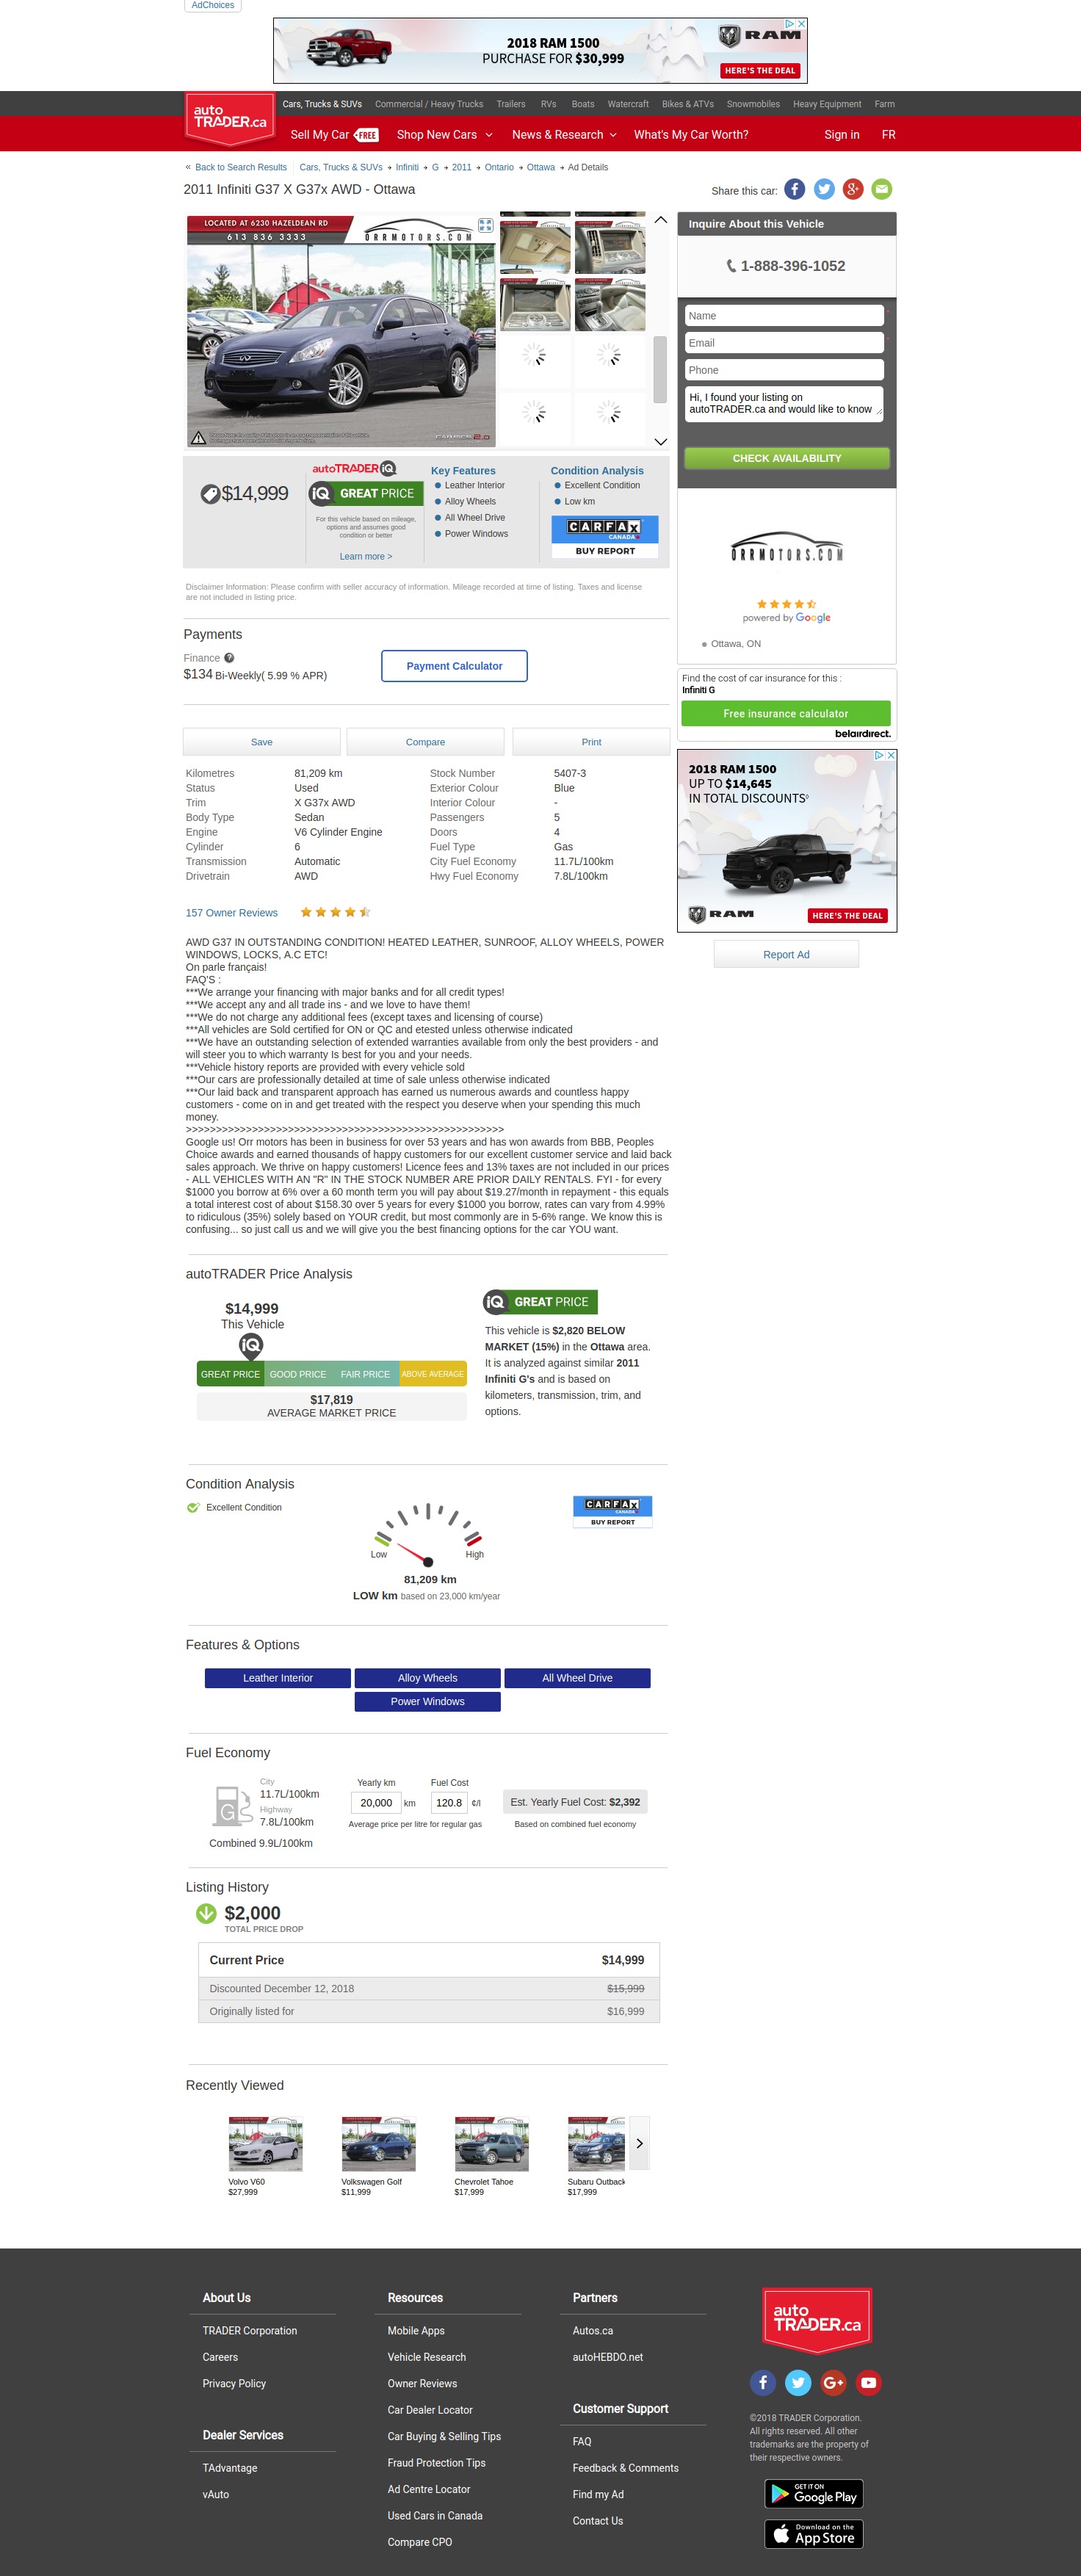 AdChoices
2018 RAM 1500
PURCHASE FOR $30,999
RAM
HERE'S THE DEAL
auto
TRADER.ca
Cars, Trucks & SUVs Commercial / Heavy Trucks Trailers RVs Boats Watercraft Bikes & ATVs Snowmobiles Heavy Equipment Farm
Sell My Car FREE Shop New Cars News & Research What's My Car Worth? Sign in FR
« Back to Search Results Cars, Trucks & SUVs Infiniti G 2011 Ontario Ottawa Ad Details
2011 Infiniti G37 X G37x AWD - Ottawa
Share this car:
LOCATED AT 6230 HAZELDEAN RD
613 836 3333
ORRMOTORS.COM
Inquire About this Vehicle
1-888-396-1052
Name
*
Email
*
Phone
Hi, I found your listing on
autoTRADER.ca and would like to know
CHECK AVAILABILITY
$14,999
autoTRADER iQ
iQ GREAT PRICE
For this vehicle based on mileage,
options and assumes good
condition or better
Learn more >
Key Features
Leather Interior
Alloy Wheels
All Wheel Drive
Power Windows
Condition Analysis
Excellent Condition
Low km
CARFAX
CANADA
BUY REPORT
ORRMOTORS.COM
powered by Google
Ottawa, ON
Disclaimer Information: Please confirm with seller accuracy of information. Mileage recorded at time of listing. Taxes and license
are not included in listing price.
Payments
Finance ?
$134 Bi-Weekly( 5.99 % APR)
Payment Calculator
Find the cost of car insurance for this :
Infiniti G
Free insurance calculator
belairdirect.
Save Compare Print
2018 RAM 1500
UP TO $14,645
IN TOTAL DISCOUNTS◊
RAM
HERE'S THE DEAL
Report Ad
Kilometres 81,209 km Stock Number 5407-3
Status Used Exterior Colour Blue
Trim X G37x AWD Interior Colour -
Body Type Sedan Passengers 5
Engine V6 Cylinder Engine Doors 4
Cylinder 6 Fuel Type Gas
Transmission Automatic City Fuel Economy 11.7L/100km
Drivetrain AWD Hwy Fuel Economy 7.8L/100km
157 Owner Reviews
AWD G37 IN OUTSTANDING CONDITION! HEATED LEATHER, SUNROOF, ALLOY WHEELS, POWER
WINDOWS, LOCKS, A.C ETC!
On parle français!
FAQ'S :
***We arrange your financing with major banks and for all credit types!
***We accept any and all trade ins - and we love to have them!
***We do not charge any additional fees (except taxes and licensing of course)
***All vehicles are Sold certified for ON or QC and etested unless otherwise indicated
***We have an outstanding selection of extended warranties available from only the best providers - and
will steer you to which warranty Is best for you and your needs.
***Vehicle history reports are provided with every vehicle sold
***Our cars are professionally detailed at time of sale unless otherwise indicated
***Our laid back and transparent approach has earned us numerous awards and countless happy
customers - come on in and get treated with the respect you deserve when your spending this much
money.
>>>>>>>>>>>>>>>>>>>>>>>>>>>>>>>>>>>>>>>>>>>>>>>>>>>>>
Google us! Orr motors has been in business for over 53 years and has won awards from BBB, Peoples
Choice awards and earned thousands of happy customers for our excellent customer service and laid back
sales approach. We thrive on happy customers! Licence fees and 13% taxes are not included in our prices
- ALL VEHICLES WITH AN "R" IN THE STOCK NUMBER ARE PRIOR DAILY RENTALS. FYI - for every
$1000 you borrow at 6% over a 60 month term you will pay about $19.27/month in repayment - this equals
a total interest cost of about $158.30 over 5 years for every $1000 you borrow, rates can vary from 4.99%
to ridiculous (35%) solely based on YOUR credit, but most commonly are in 5-6% range. We know this is
confusing... so just call us and we will give you the best financing options for the car YOU want.
autoTRADER Price Analysis
$14,999
This Vehicle
iQ
GREAT PRICE GOOD PRICE FAIR PRICE ABOVE AVERAGE
$17,819
AVERAGE MARKET PRICE
iQ GREAT PRICE
This vehicle is $2,820 BELOW
MARKET (15%) in the Ottawa area.
It is analyzed against similar 2011
Infiniti G's and is based on
kilometers, transmission, trim, and
options.
Condition Analysis
Excellent Condition
Low High
81,209 km
LOW km based on 23,000 km/year
CARFAX
CANADA
BUY REPORT
Features & Options
Leather Interior Alloy Wheels All Wheel Drive
Power Windows
Fuel Economy
G
City
11.7L/100km
Highway
7.8L/100km
Combined 9.9L/100km
Yearly km Fuel Cost
20,000 km 120.8 ¢/l
Average price per litre for regular gas
Est. Yearly Fuel Cost: $2,392
Based on combined fuel economy
Listing History
$2,000
TOTAL PRICE DROP
Current Price $14,999
Discounted December 12, 2018 $15,999
Originally listed for $16,999
Recently Viewed
Volvo V60
$27,999
Volkswagen Golf
$11,999
Chevrolet Tahoe
$17,999
Subaru Outback
$17,999
About Us
TRADER Corporation
Careers
Privacy Policy
Dealer Services
TAdvantage
vAuto
Resources
Mobile Apps
Vehicle Research
Owner Reviews
Car Dealer Locator
Car Buying & Selling Tips
Fraud Protection Tips
Ad Centre Locator
Used Cars in Canada
Compare CPO
Partners
Autos.ca
autoHEBDO.net
Customer Support
FAQ
Feedback & Comments
Find my Ad
Contact Us
auto
TRADER.ca
©2018 TRADER Corporation.
All rights reserved. All other
trademarks are the property of
their respective owners.
GET IT ON
Google Play
Download on the
App Store